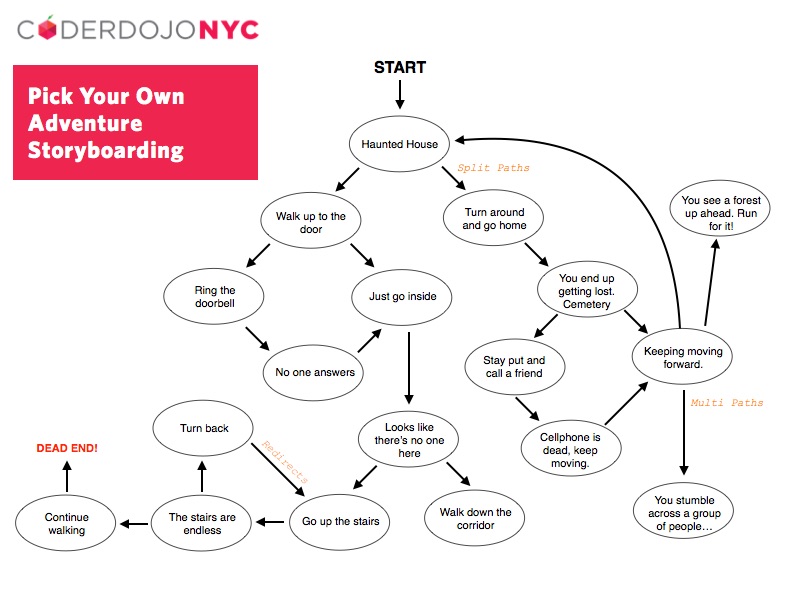 CODERDOJONYC
Pick Your Own
Adventure
Storyboarding
START
Haunted House
Split Paths
Walk up to the
door
Turn around
and go home
You see a forest
up ahead. Run
for it!
Ring the
doorbell
Just go inside
You end up
getting lost.
Cemetery
No one answers
Stay put and
call a friend
Keeping moving
forward.
Multi Paths
Turn back
Redirects
Looks like
there's no one
here
Cellphone is
dead, keep
moving.
DEAD END!
Continue
walking
The stairs are
endless
Go up the stairs
Walk down the
corridor
You stumble
across a group
of people...